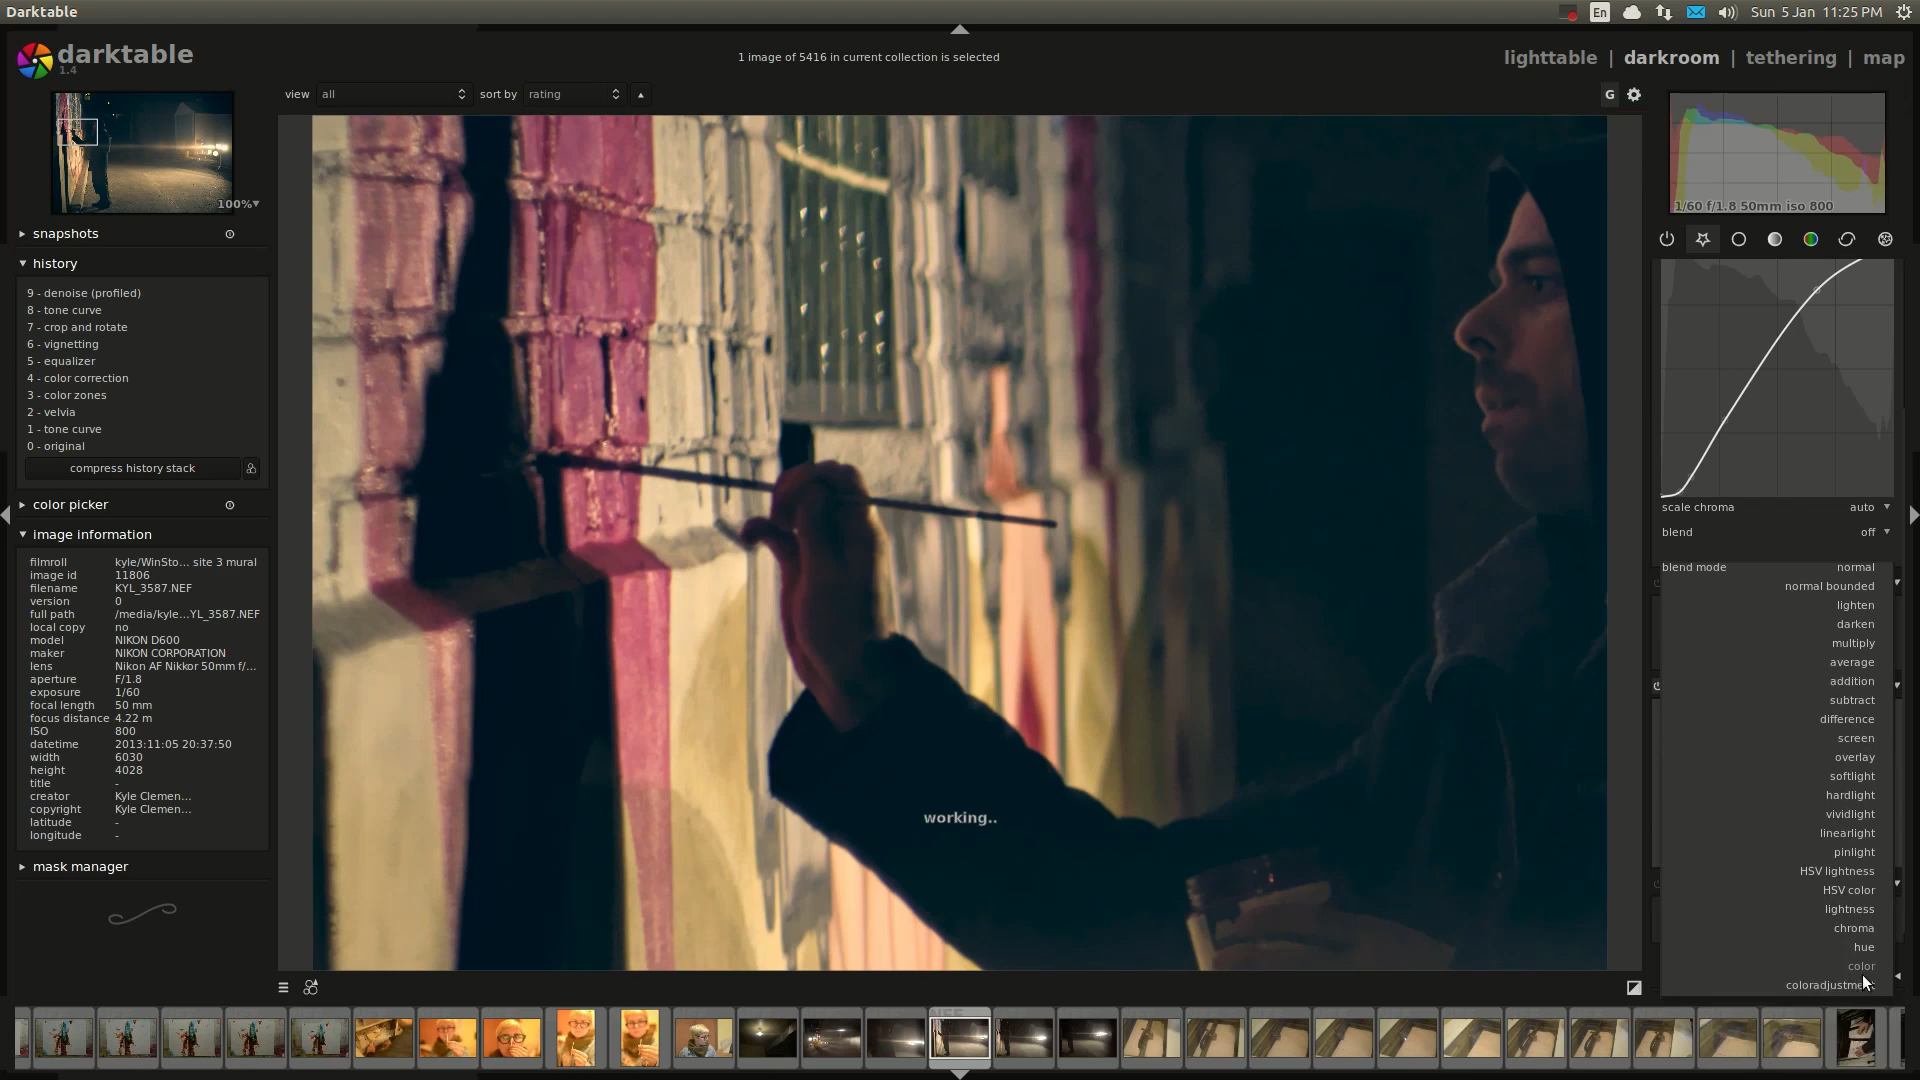 Darktable
En
Sun 5 Jan 11:25 PM
darktable
1.4
1 image of 5416 in current collection is selected
lighttable | darkroom | tethering | map
view all
sort by rating
G
100%
1/60 f/1.8 50mm iso 800
snapshots
history
9 - denoise (profiled)
8 - tone curve
7 - crop and rotate
6 - vignetting
5 - equalizer
4 - color correction
3 - color zones
2 - velvia
1 - tone curve
0 - original
compress history stack
color picker
image information
filmroll kyle/WinSto... site 3 mural
image id 11806
filename KYL_3587.NEF
version 0
full path /media/kyle...YL_3587.NEF
local copy no
model NIKON D600
maker NIKON CORPORATION
lens Nikon AF Nikkor 50mm f/...
aperture F/1.8
exposure 1/60
focal length 50 mm
focus distance 4.22 m
ISO 800
datetime 2013:11:05 20:37:50
width 6030
height 4028
title -
creator Kyle Clemen...
copyright Kyle Clemen...
latitude -
longitude -
mask manager
working..
scale chroma auto
blend off
blend mode normal
normal bounded
lighten
darken
multiply
average
addition
subtract
difference
screen
overlay
softlight
hardlight
vividlight
linearlight
pinlight
HSV lightness
HSV color
lightness
chroma
hue
color